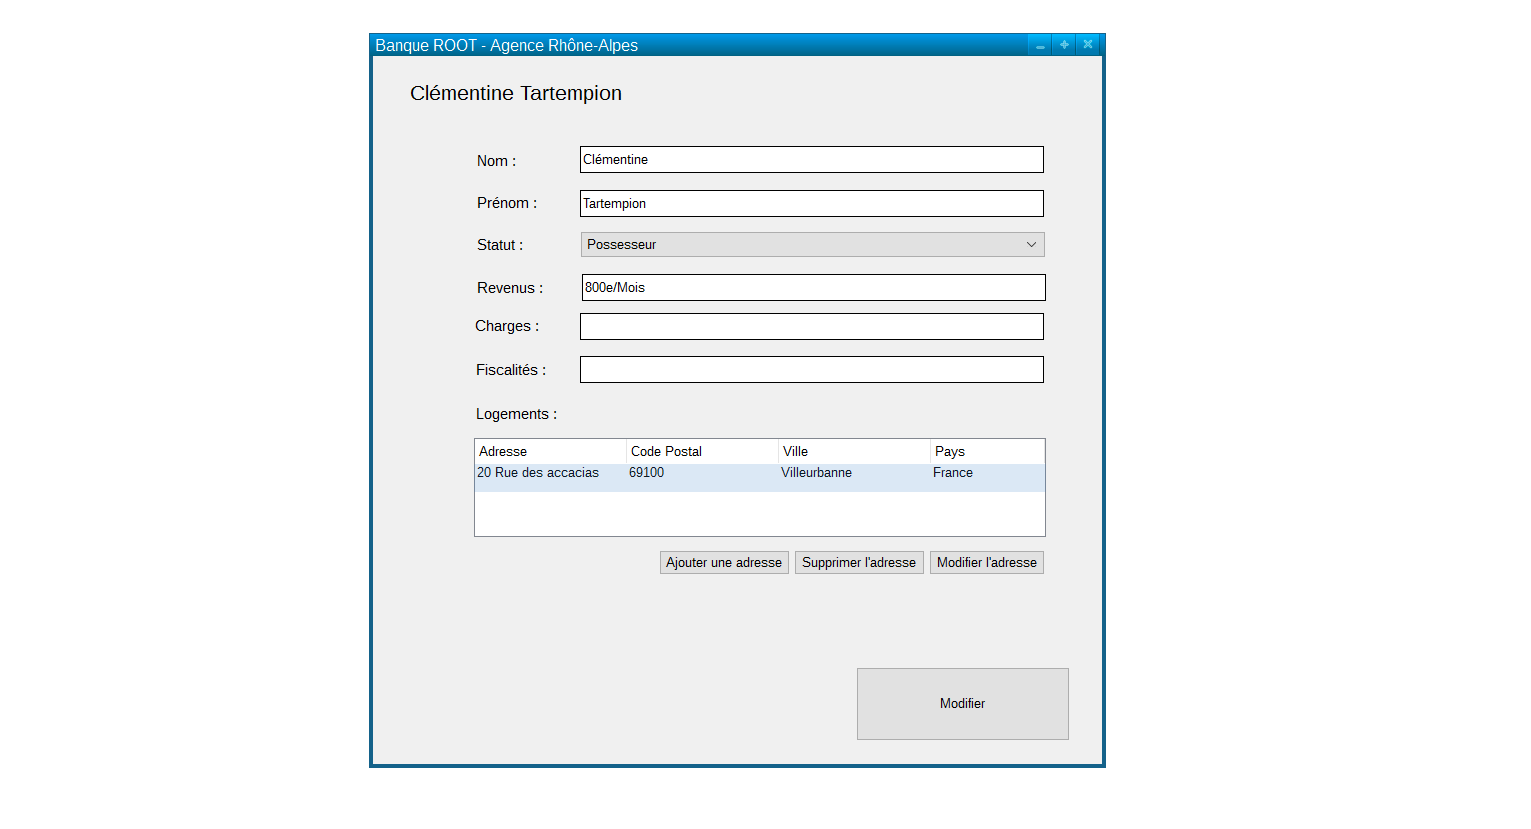 Banque ROOT - Agence Rhône-Alpes
Clémentine Tartempion
Nom : Clémentine
Prénom : Tartempion
Statut : Possesseur
Revenus : 800e/Mois
Charges :
Fiscalités :
Logements :
Adresse Code Postal Ville Pays
20 Rue des accacias 69100 Villeurbanne France
Ajouter une adresse Supprimer l'adresse Modifier l'adresse
Modifier